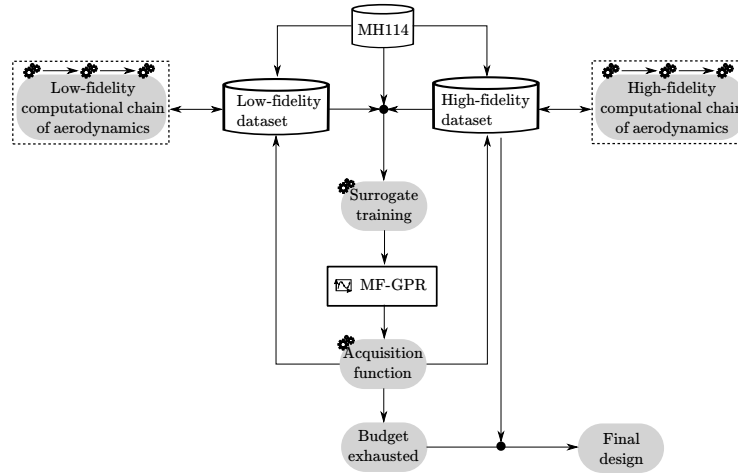 MH114
Low-fidelity
computational chain
of aerodynamics
Low-fidelity
dataset
High-fidelity
dataset
High-fidelity
computational chain
of aerodynamics
Surrogate
training
MF-GPR
Acquisition
function
Budget
exhausted
Final
design